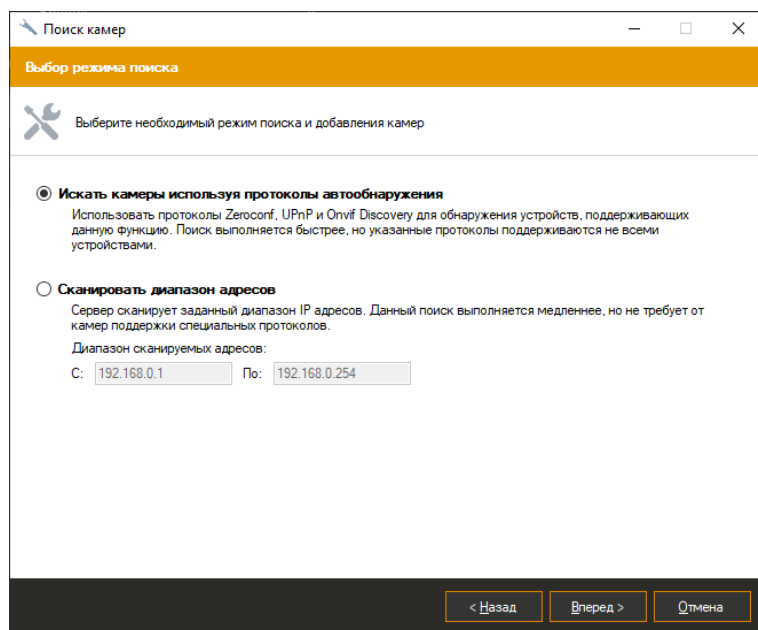 Поиск камер
Выбор режима поиска
Выберите необходимый режим поиска и добавления камер
Искать камеры используя протоколы автообнаружения
Использовать протоколы Zeroconf, UPnP и Onvif Discovery для обнаружения устройств, поддерживающих
данную функцию. Поиск выполняется быстрее, но указанные протоколы поддерживаются не всеми
устройствами.
Сканировать диапазон адресов
Сервер сканирует заданный диапазон IP адресов. Данный поиск выполняется медленнее, но не требует от
камер поддержки специальных протоколов.
Диапазон сканируемых адресов:
С: 192.168.0.1 По: 192.168.0.254
< Назад Вперед > Отмена